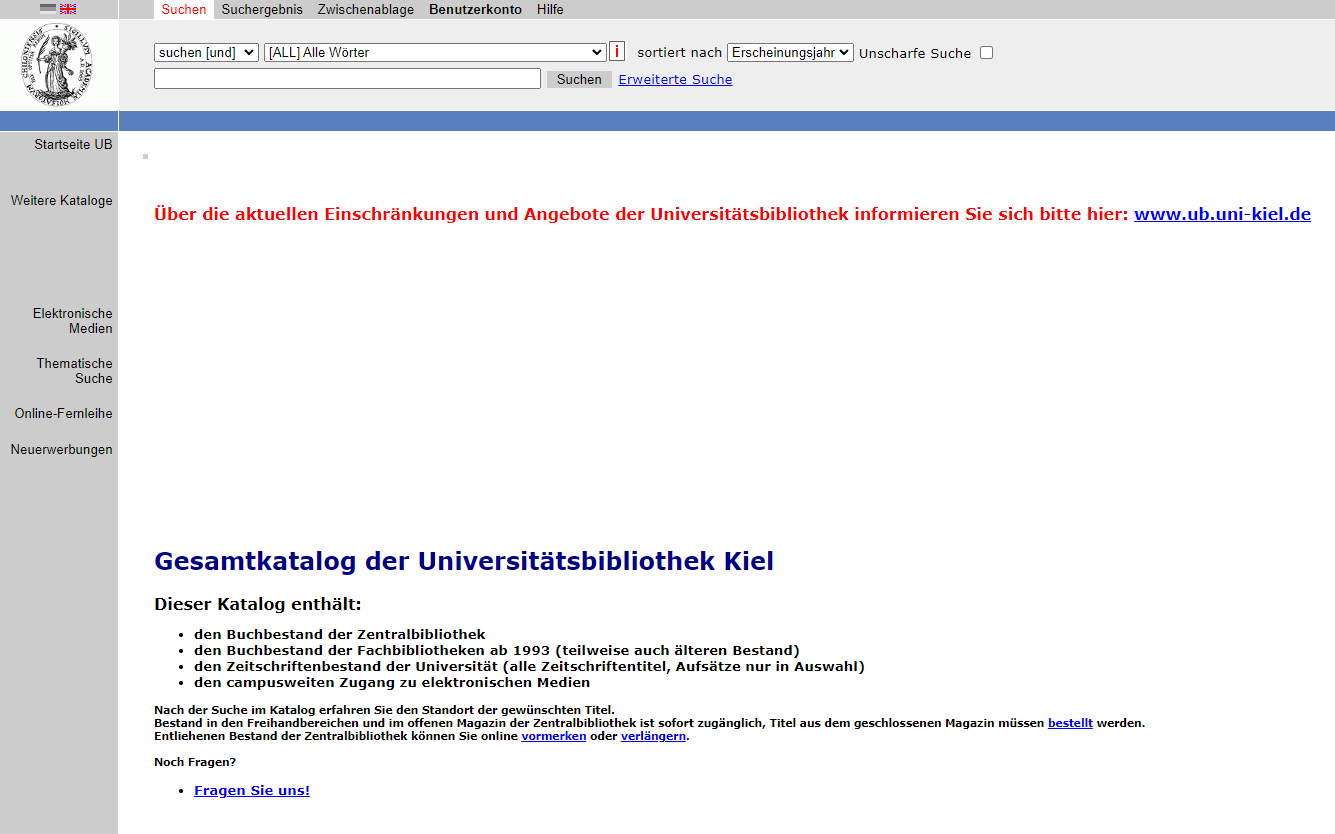 Suchen Suchergebnis Zwischenablage Benutzerkonto Hilfe
suchen [und] [ALL] Alle Wörter i sortiert nach Erscheinungsjahr Unscharfe Suche
Suchen Erweiterte Suche
Startseite UB
Weitere Kataloge
Elektronische
Medien
Thematische
Suche
Online-Fernleihe
Neuerwerbungen
Über die aktuellen Einschränkungen und Angebote der Universitätsbibliothek informieren Sie sich bitte hier: www.ub.uni-kiel.de
Gesamtkatalog der Universitätsbibliothek Kiel
Dieser Katalog enthält:
• den Buchbestand der Zentralbibliothek
• den Buchbestand der Fachbibliotheken ab 1993 (teilweise auch älteren Bestand)
• den Zeitschriftenbestand der Universität (alle Zeitschriftentitel, Aufsätze nur in Auswahl)
• den campusweiten Zugang zu elektronischen Medien
Nach der Suche im Katalog erfahren Sie den Standort der gewünschten Titel.
Bestand in den Freihandbereichen und im offenen Magazin der Zentralbibliothek ist sofort zugänglich, Titel aus dem geschlossenen Magazin müssen bestellt werden.
Entliehenen Bestand der Zentralbibliothek können Sie online vormerken oder verlängern.
Noch Fragen?
• Fragen Sie uns!